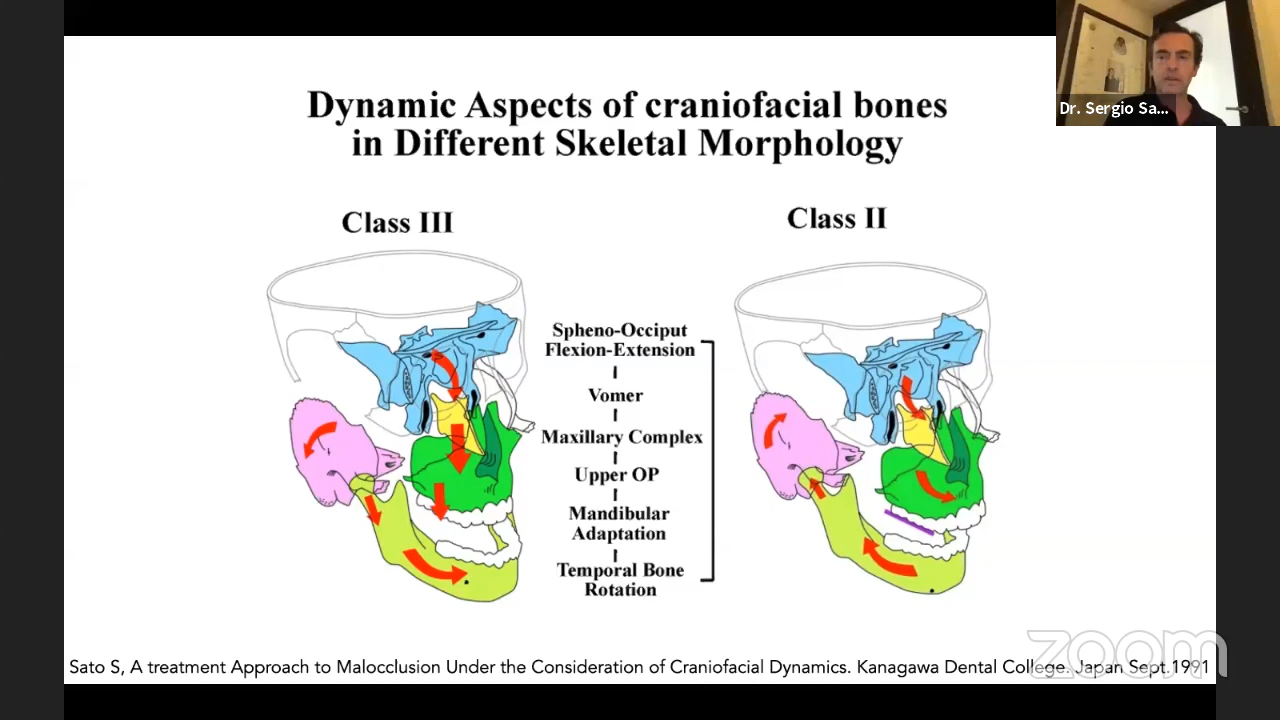 Dr. Sergio Sa...
Dynamic Aspects of craniofacial bones
in Different Skeletal Morphology
Class III
Class II
Spheno-Occiput
Flexion-Extension
Vomer
Maxillary Complex
Upper OP
Mandibular
Adaptation
Temporal Bone
Rotation
zoom
Sato S, A treatment Approach to Malocclusion Under the Consideration of Craniofacial Dynamics. Kanagawa Dental College. Japan Sept.1991